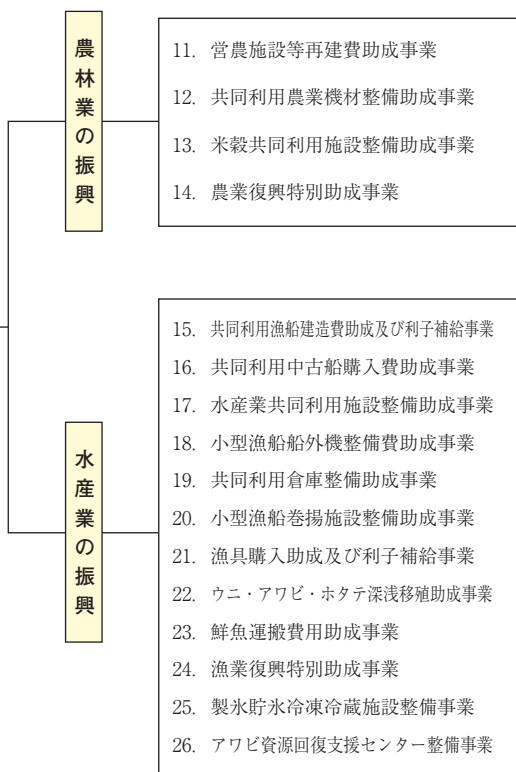 農林業の振興
11. 営農施設等再建費助成事業
12. 共同利用農業機材整備助成事業
13. 米穀共同利用施設整備助成事業
14. 農業復興特別助成事業
水産業の振興
15. 共同利用漁船建造費助成及び利子補給事業
16. 共同利用中古船購入費助成事業
17. 水産業共同利用施設整備助成事業
18. 小型漁船船外機整備費助成事業
19. 共同利用倉庫整備助成事業
20. 小型漁船巻揚施設整備助成事業
21. 漁具購入助成及び利子補給事業
22. ウニ・アワビ・ホタテ深浅移殖助成事業
23. 鮮魚運搬費用助成事業
24. 漁業復興特別助成事業
25. 製氷貯氷冷凍冷蔵施設整備事業
26. アワビ資源回復支援センター整備事業